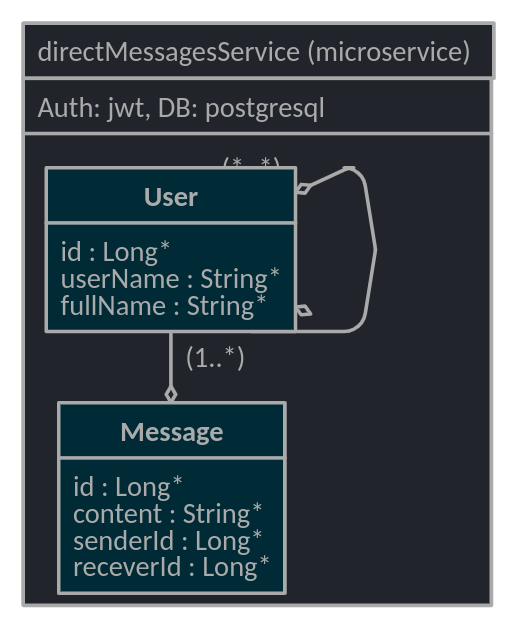 directMessagesService (microservice)
Auth: jwt, DB: postgresql
(*..*)
User
id : Long*
userName : String*
fullName : String*
(1..*)
Message
id : Long*
content : String*
senderId : Long*
receverId : Long*